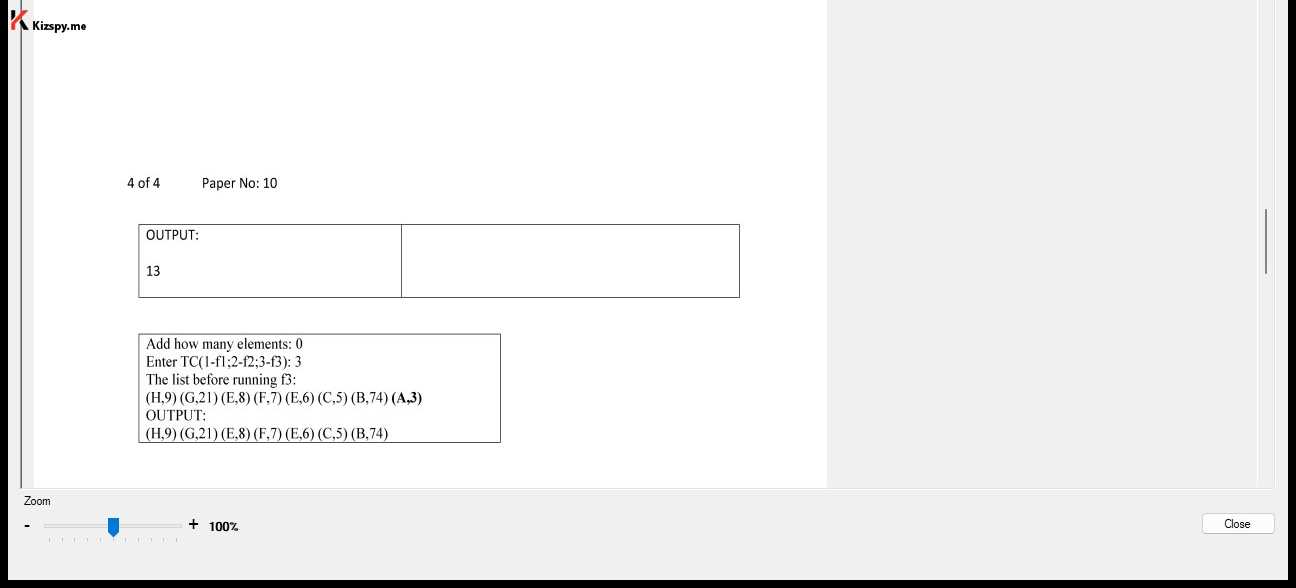 Kizspy.me
4 of 4 Paper No: 10
OUTPUT:
13
Add how many elements: 0
Enter TC(1-f1;2-f2;3-f3): 3
The list before running f3:
(H,9) (G,21) (E,8) (F,7) (E,6) (C,5) (B,74) (A,3)
OUTPUT:
(H,9) (G,21) (E,8) (F,7) (E,6) (C,5) (B,74)
Zoom
- + 100%
Close